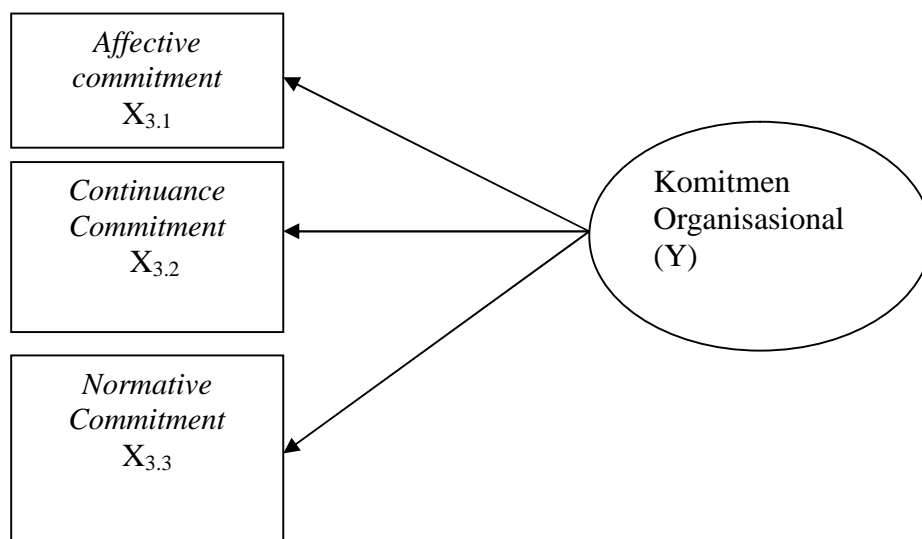 Affective
commitment
X3.1
Continuance
Commitment
X3.2
Normative
Commitment
X3.3
Komitmen
Organisasional
(Y)